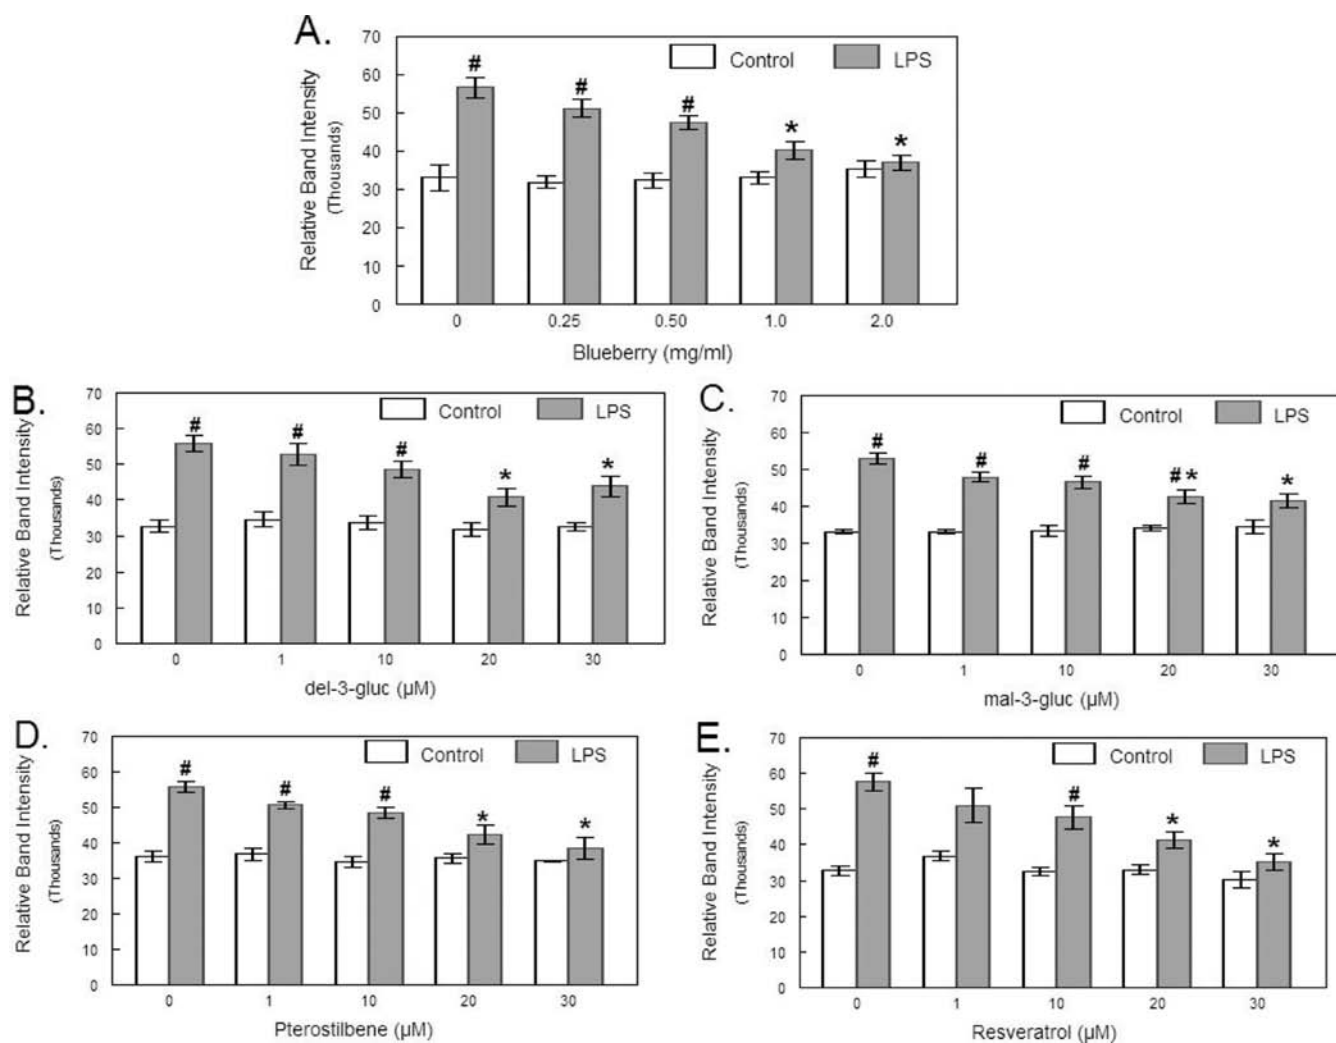 A.
Relative Band Intensity
(Thousands)
70
60
50
40
30
20
10
0
Control LPS
# # # * *
0 0.25 0.50 1.0 2.0
Blueberry (mg/ml)
B.
Relative Band Intensity
(Thousands)
70
60
50
40
30
20
10
0
Control LPS
# # # * *
0 1 10 20 30
del-3-gluc (µM)
C.
Relative Band Intensity
(Thousands)
70
60
50
40
30
20
10
0
Control LPS
# # # #* *
0 1 10 20 30
mal-3-gluc (µM)
D.
Relative Band Intensity
(Thousands)
70
60
50
40
30
20
10
0
Control LPS
# # # * *
0 1 10 20 30
Pterostilbene (µM)
E.
Relative Band Intensity
(Thousands)
70
60
50
40
30
20
10
0
Control LPS
# # * *
0 1 10 20 30
Resveratrol (µM)